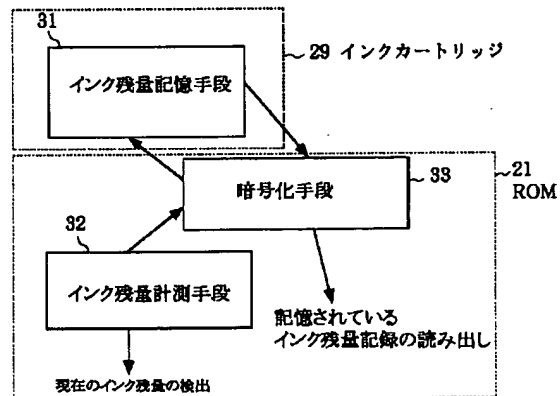 31
29 インクカートリッジ
インク残量記憶手段
暗号化手段
33
21
ROM
32
インク残量計測手段
記憶されている
インク残量記録の読み出し
現在のインク残量の検出